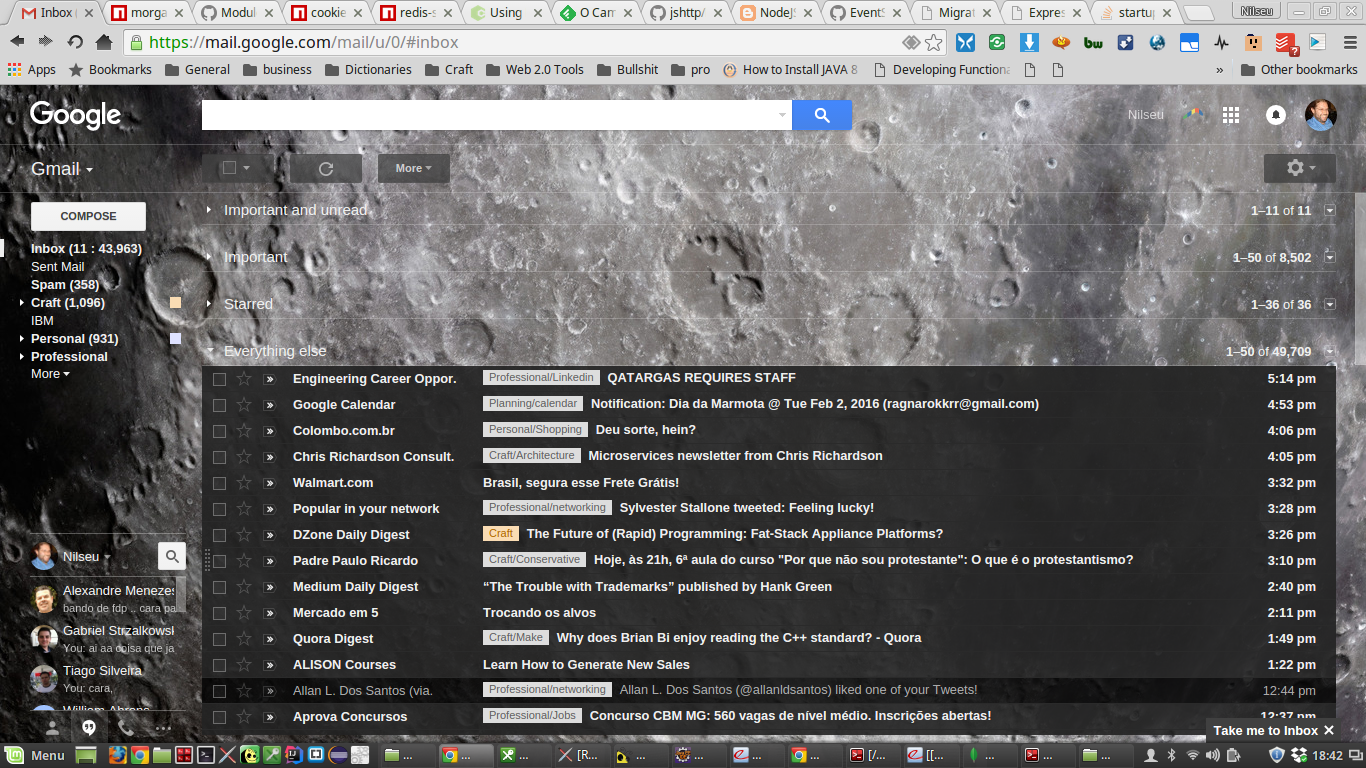 Inbox (
morga
Modul
cookie
redis-s
Using
O Cam
jshttp/
NodeJS
EventS
Migrat
Expres
startup
Nilseu
https://mail.google.com/mail/u/0/#inbox
bw
?
Apps Bookmarks General business Dictionaries Craft Web 2.0 Tools Bullshit pro How to Install JAVA 8 Developing Functiona » Other bookmarks
Google
Nilseu
Gmail
More
COMPOSE
Inbox (11 : 43,963)
Sent Mail
Spam (358)
Craft (1,096)
IBM
Personal (931)
Professional
More
Important and unread 1–11 of 11
Important 1–50 of 8,502
Starred 1–36 of 36
Everything else 1–50 of 49,709
Engineering Career Oppor. Professional/Linkedin QATARGAS REQUIRES STAFF 5:14 pm
Google Calendar Planning/calendar Notification: Dia da Marmota @ Tue Feb 2, 2016 (ragnarokkrr@gmail.com) 4:53 pm
Colombo.com.br Personal/Shopping Deu sorte, hein? 4:06 pm
Chris Richardson Consult. Craft/Architecture Microservices newsletter from Chris Richardson 4:05 pm
Walmart.com Brasil, segura esse Frete Grátis! 3:32 pm
Popular in your network Professional/networking Sylvester Stallone tweeted: Feeling lucky! 3:28 pm
DZone Daily Digest Craft The Future of (Rapid) Programming: Fat-Stack Appliance Platforms? 3:26 pm
Padre Paulo Ricardo Craft/Conservative Hoje, às 21h, 6ª aula do curso "Por que não sou protestante": O que é o protestantismo? 3:10 pm
Medium Daily Digest “The Trouble with Trademarks” published by Hank Green 2:40 pm
Mercado em 5 Trocando os alvos 2:11 pm
Quora Digest Craft/Make Why does Brian Bi enjoy reading the C++ standard? - Quora 1:49 pm
ALISON Courses Learn How to Generate New Sales 1:22 pm
Allan L. Dos Santos (via. Professional/networking Allan L. Dos Santos (@allanldsantos) liked one of your Tweets! 12:44 pm
Aprova Concursos Professional/Jobs Concurso CBM MG: 560 vagas de nível médio. Inscrições abertas! 12:37 pm
Nilseu
Alexandre Menezes
bando de fdp .. cara pa
Gabriel Strzalkowsk
You: ai aa coisa que ja
Tiago Silveira
You: cara,
William Abrens
Take me to Inbox ✕
Menu
...
...
...
[R...
...
...
...
...
[/...
[[...
...
...
...
18:42